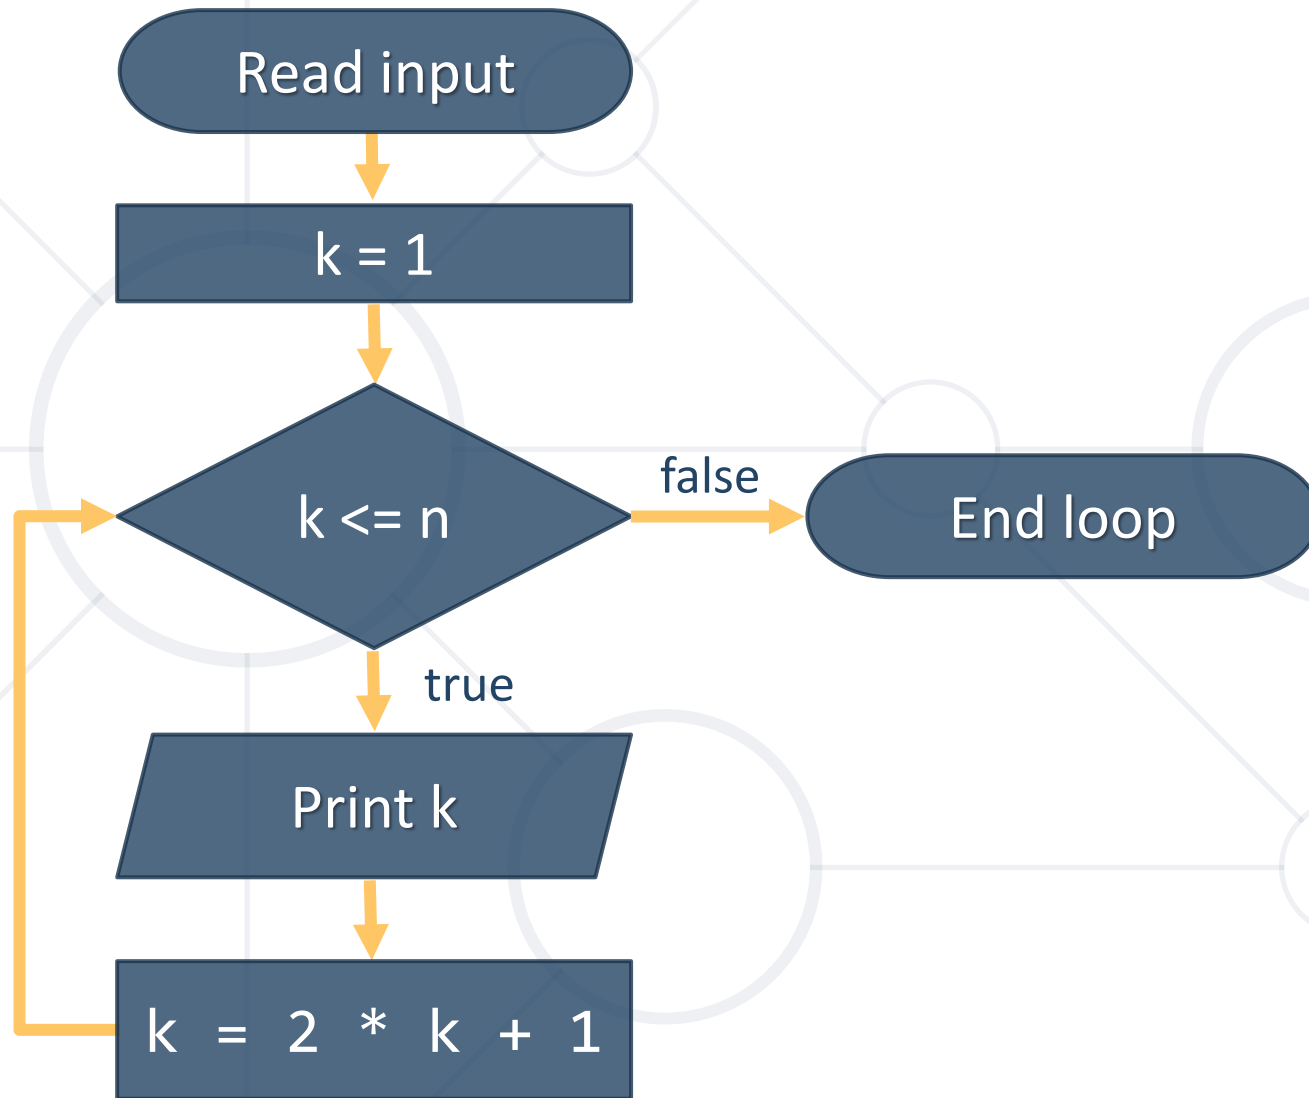 Read input
k = 1
k <= n
false
End loop
true
Print k
k = 2 * k + 1